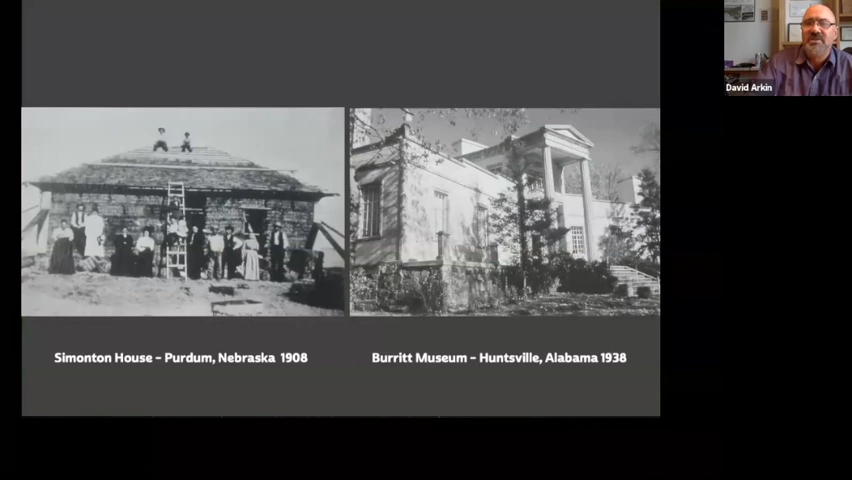 David Arkin
Simonton House – Purdum, Nebraska 1908
Burritt Museum – Huntsville, Alabama 1938